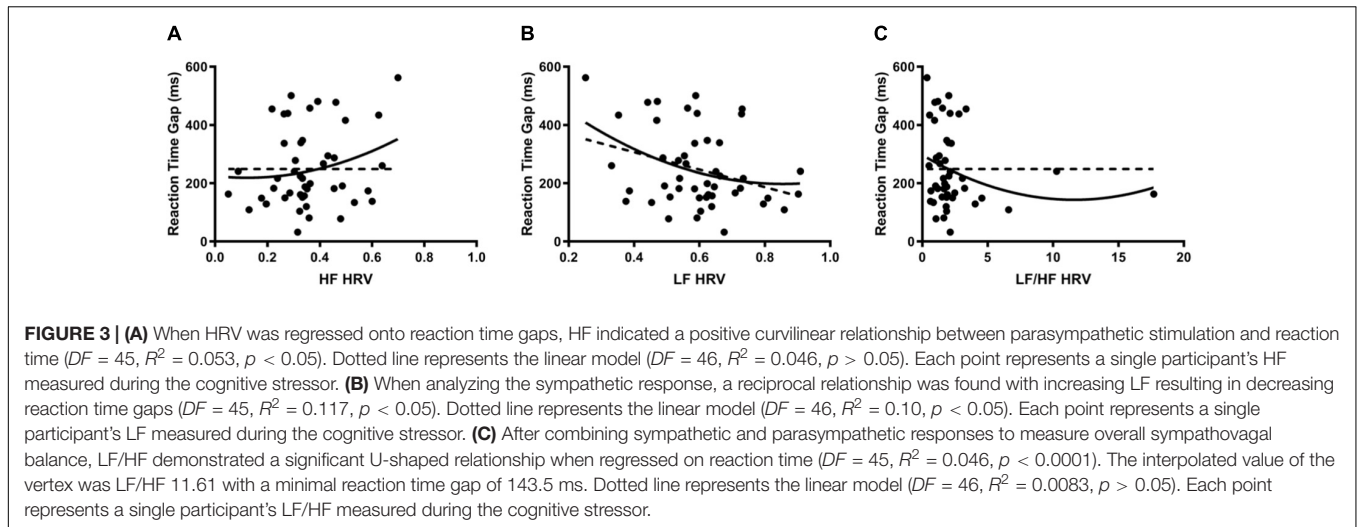 A
B
C
600
400
200
0
Reaction Time Gap (ms)
0.0 0.2 0.4 0.6 0.8 1.0
HF HRV
600
400
200
0
Reaction Time Gap (ms)
0.2 0.4 0.6 0.8 1.0
LF HRV
600
400
200
0
Reaction Time Gap (ms)
0 5 10 15 20
LF/HF HRV
FIGURE 3 | (A) When HRV was regressed onto reaction time gaps, HF indicated a positive curvilinear relationship between parasympathetic stimulation and reaction
time (DF = 45, R² = 0.053, p < 0.05). Dotted line represents the linear model (DF = 46, R² = 0.046, p > 0.05). Each point represents a single participant's HF
measured during the cognitive stressor. (B) When analyzing the sympathetic response, a reciprocal relationship was found with increasing LF resulting in decreasing
reaction time gaps (DF = 45, R² = 0.117, p < 0.05). Dotted line represents the linear model (DF = 46, R² = 0.10, p < 0.05). Each point represents a single
participant's LF measured during the cognitive stressor. (C) After combining sympathetic and parasympathetic responses to measure overall sympathovagal
balance, LF/HF demonstrated a significant U-shaped relationship when regressed on reaction time (DF = 45, R² = 0.046, p < 0.0001). The interpolated value of the
vertex was LF/HF 11.61 with a minimal reaction time gap of 143.5 ms. Dotted line represents the linear model (DF = 46, R² = 0.0083, p > 0.05). Each point
represents a single participant's LF/HF measured during the cognitive stressor.